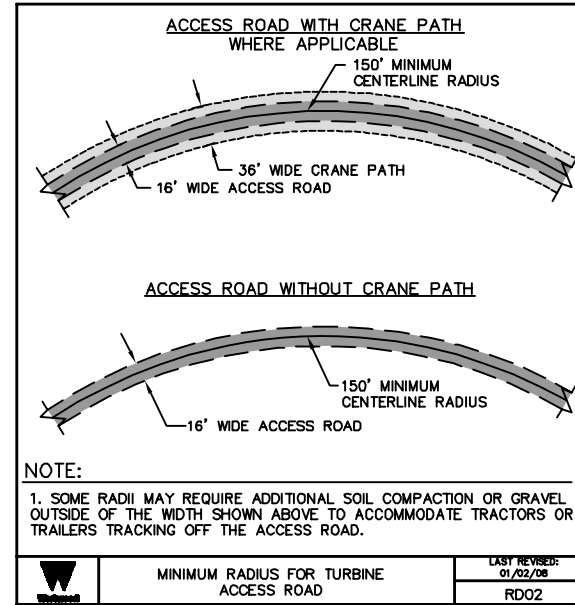 ACCESS ROAD WITH CRANE PATH
WHERE APPLICABLE
150' MINIMUM
CENTERLINE RADIUS
36' WIDE CRANE PATH
16' WIDE ACCESS ROAD
ACCESS ROAD WITHOUT CRANE PATH
150' MINIMUM
CENTERLINE RADIUS
16' WIDE ACCESS ROAD
NOTE:
1. SOME RADII MAY REQUIRE ADDITIONAL SOIL COMPACTION OR GRAVEL
OUTSIDE OF THE WIDTH SHOWN ABOVE TO ACCOMMODATE TRACTORS OR
TRAILERS TRACKING OFF THE ACCESS ROAD.
Westwood
MINIMUM RADIUS FOR TURBINE
ACCESS ROAD
LAST REVISED:
01/02/08
RD02